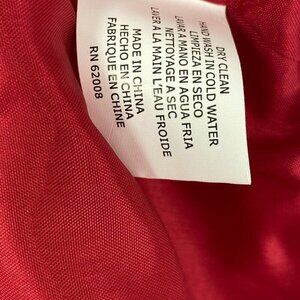 DRY CLEAN
HAND WASH IN COLD WATER
LIMPIEZA EN SECO
LAVAR A MANO EN AGUA FRIA
NETTOYAGE A SEC
LAVER A LA MAIN L'EAU FROIDE
MADE IN CHINA
HECHO EN CHINA
FABRIQUE EN CHINE
RN 62008